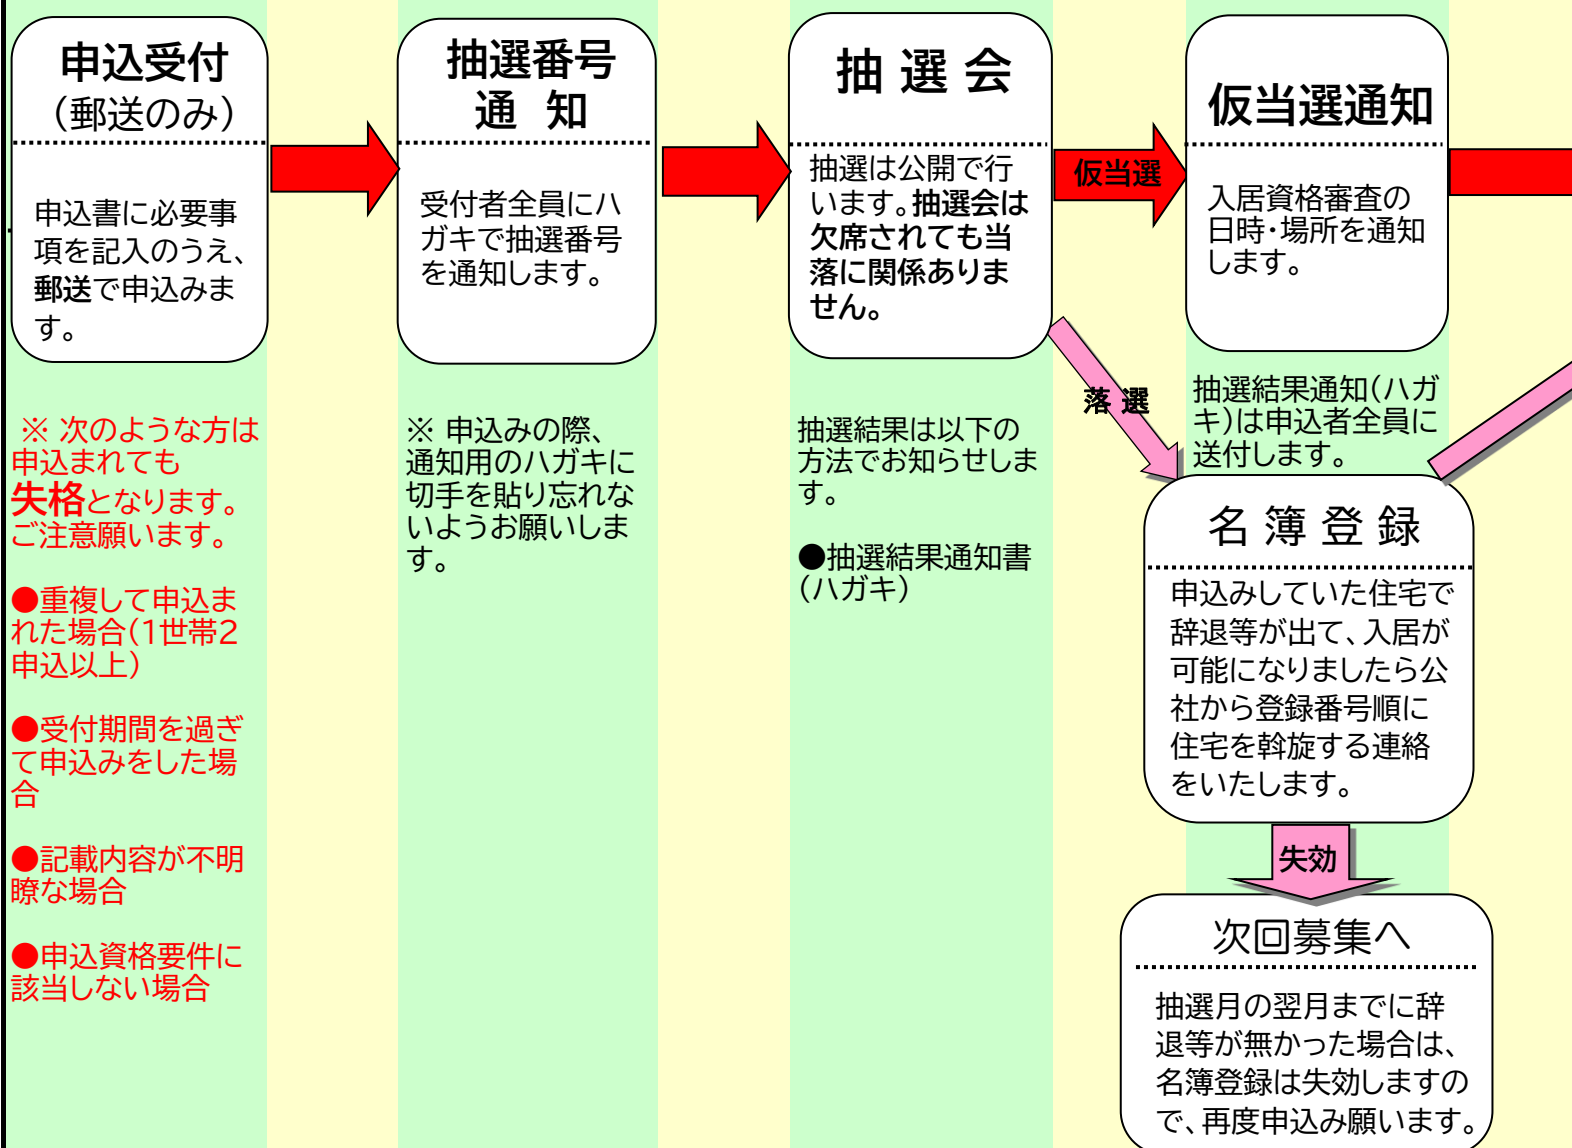 申込受付
（郵送のみ）
申込書に必要事
項を記入のうえ、
郵送で申込みま
す。
※ 次のような方は
申込まれても
失格となります。
ご注意願います。
●重複して申込ま
れた場合（1世帯2
申込以上）
●受付期間を過ぎ
て申込みをした場
合
●記載内容が不明
瞭な場合
●申込資格要件に
該当しない場合
抽選番号
通 知
受付者全員にハ
ガキで抽選番号
を通知します。
※ 申込みの際、
通知用のハガキに
切手を貼り忘れな
いようお願いしま
す。
抽 選 会
抽選は公開で行
います。抽選会は
欠席されても当
落に関係ありま
せん。
抽選結果は以下の
方法でお知らせしま
す。
●抽選結果通知書
（ハガキ）
仮当選
落 選
仮当選通知
入居資格審査の
日時・場所を通知
します。
抽選結果通知（ハガ
キ）は申込者全員に
送付します。
名 簿 登 録
申込みしていた住宅で
辞退等が出て、入居が
可能になりましたら公
社から登録番号順に
住宅を斡旋する連絡
をいたします。
失効
次回募集へ
抽選月の翌月までに辞
退等が無かった場合は、
名簿登録は失効しますの
で、再度申込み願います。